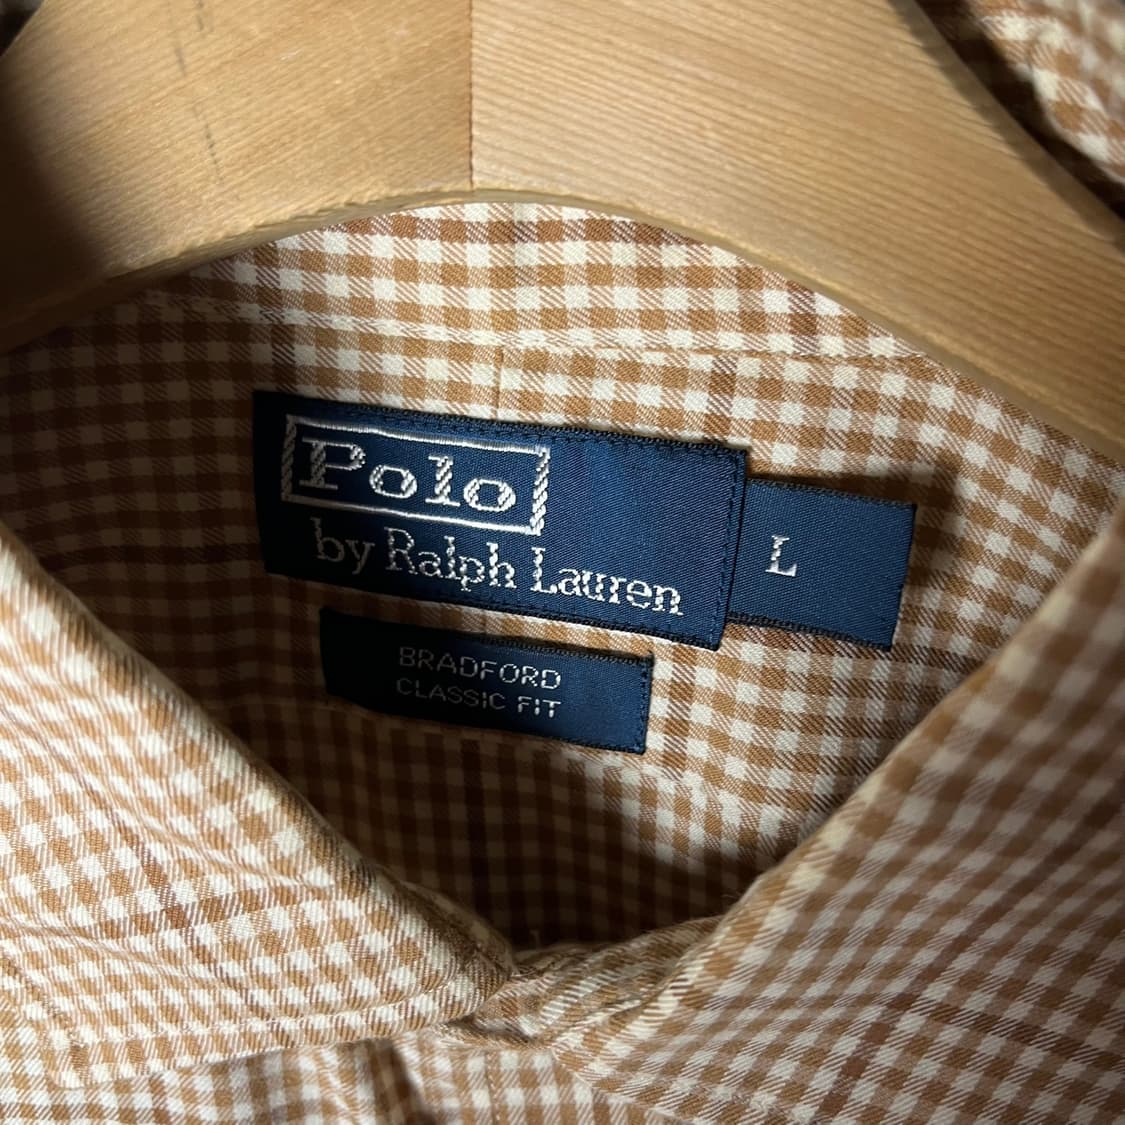 Polo
by Ralph Lauren
L
BRADFORD
CLASSIC FIT